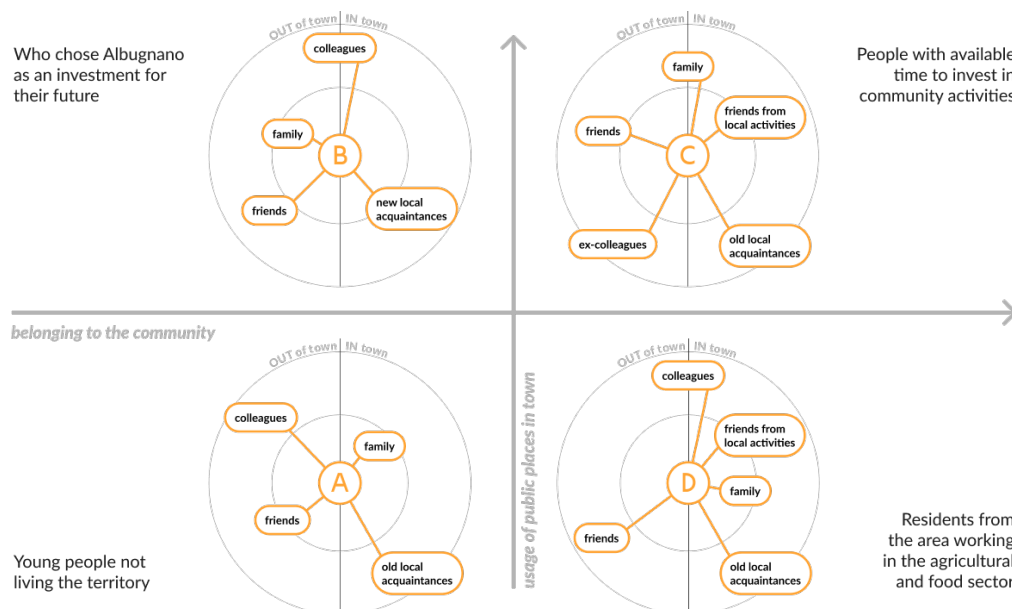 Who chose Albugnano
as an investment for
their future
OUT of town
IN town
colleagues
family
B
friends
new local
acquaintances
OUT of town
IN town
family
friends from
local activities
friends
C
ex-colleagues
old local
acquaintances
People with available
time to invest in
community activities
belonging to the community
usage of public places in town
OUT of town
IN town
colleagues
family
A
friends
old local
acquaintances
Young people not
living the territory
OUT of town
IN town
colleagues
friends from
local activities
D
family
friends
old local
acquaintances
Residents from
the area working
in the agricultural
and food sector